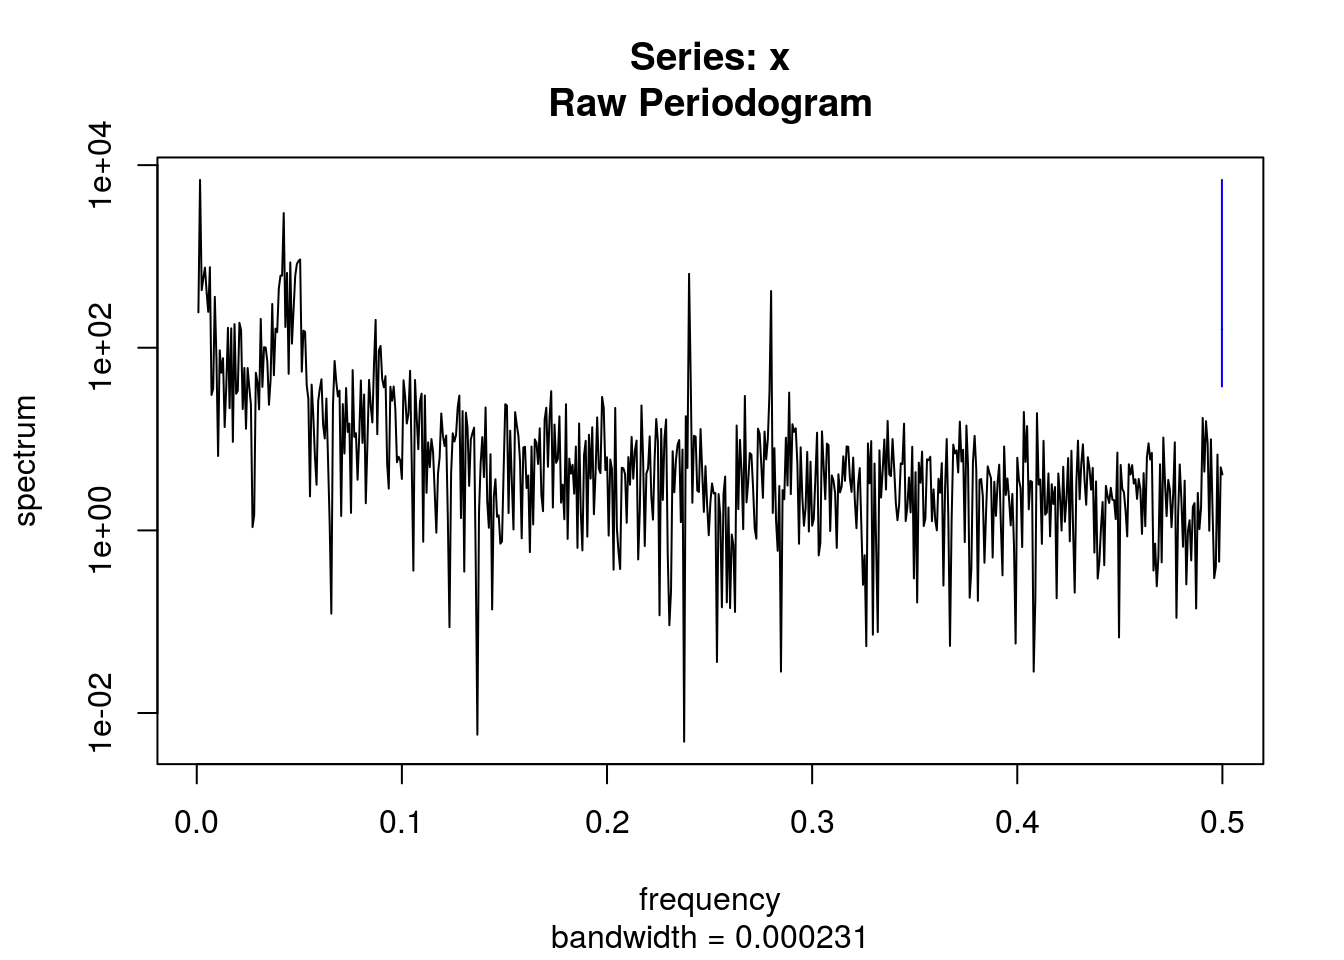 Series: x
Raw Periodogram
1e+04
1e+02
1e+00
1e-02
spectrum
0.0 0.1 0.2 0.3 0.4 0.5
frequency
bandwidth = 0.000231